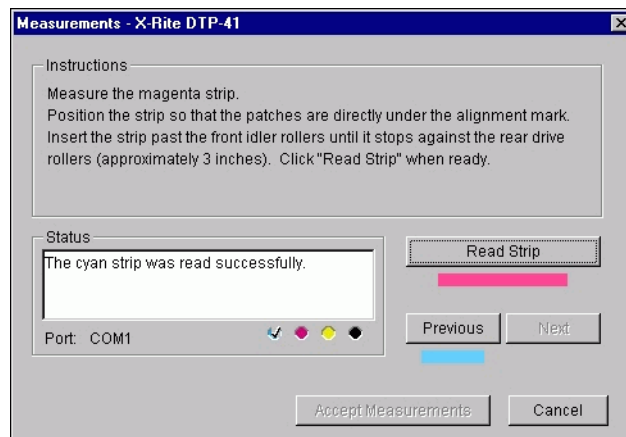 Measurements - X-Rite DTP-41
Instructions
Measure the magenta strip.
Position the strip so that the patches are directly under the alignment mark.
Insert the strip past the front idler rollers until it stops against the rear drive
rollers (approximately 3 inches). Click "Read Strip" when ready.
Status
The cyan strip was read successfully.
Port: COM1
Read Strip
Previous
Next
Accept Measurements
Cancel